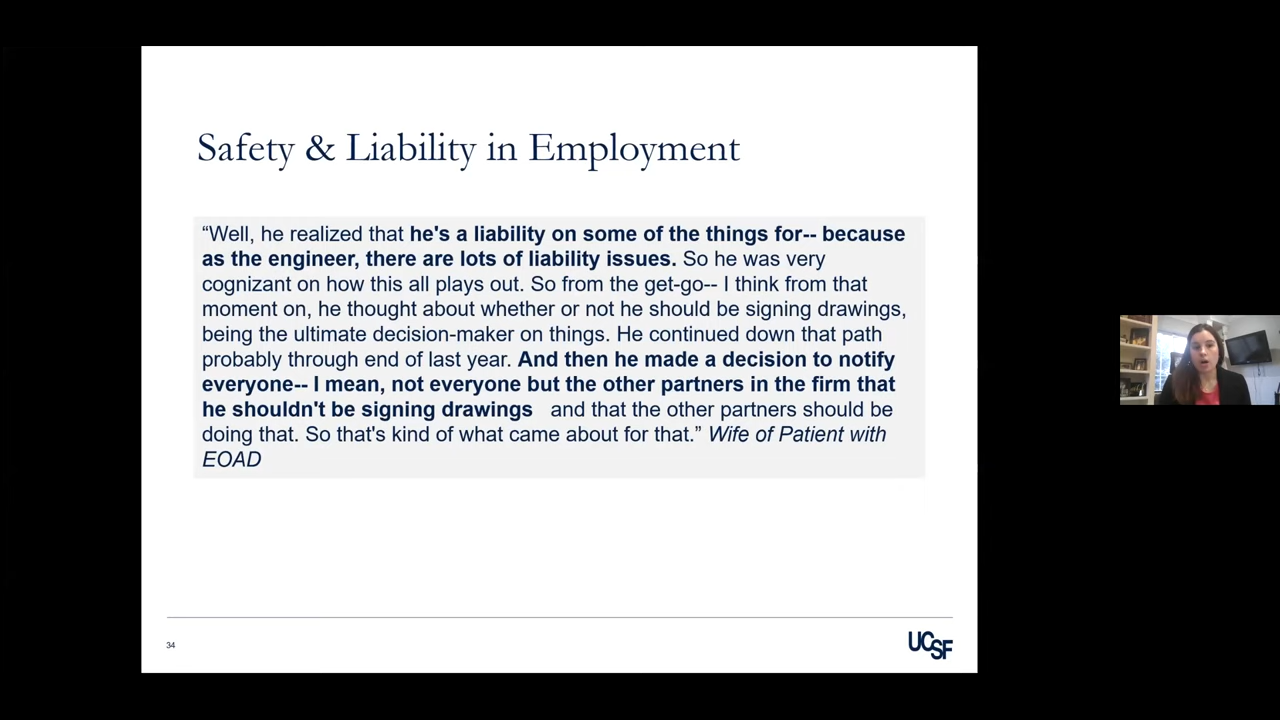 Safety & Liability in Employment
“Well, he realized that he's a liability on some of the things for-- because
as the engineer, there are lots of liability issues. So he was very
cognizant on how this all plays out. So from the get-go-- I think from that
moment on, he thought about whether or not he should be signing drawings,
being the ultimate decision-maker on things. He continued down that path
probably through end of last year. And then he made a decision to notify
everyone-- I mean, not everyone but the other partners in the firm that
he shouldn't be signing drawings and that the other partners should be
doing that. So that's kind of what came about for that.” Wife of Patient with
EOAD
34
UCSF